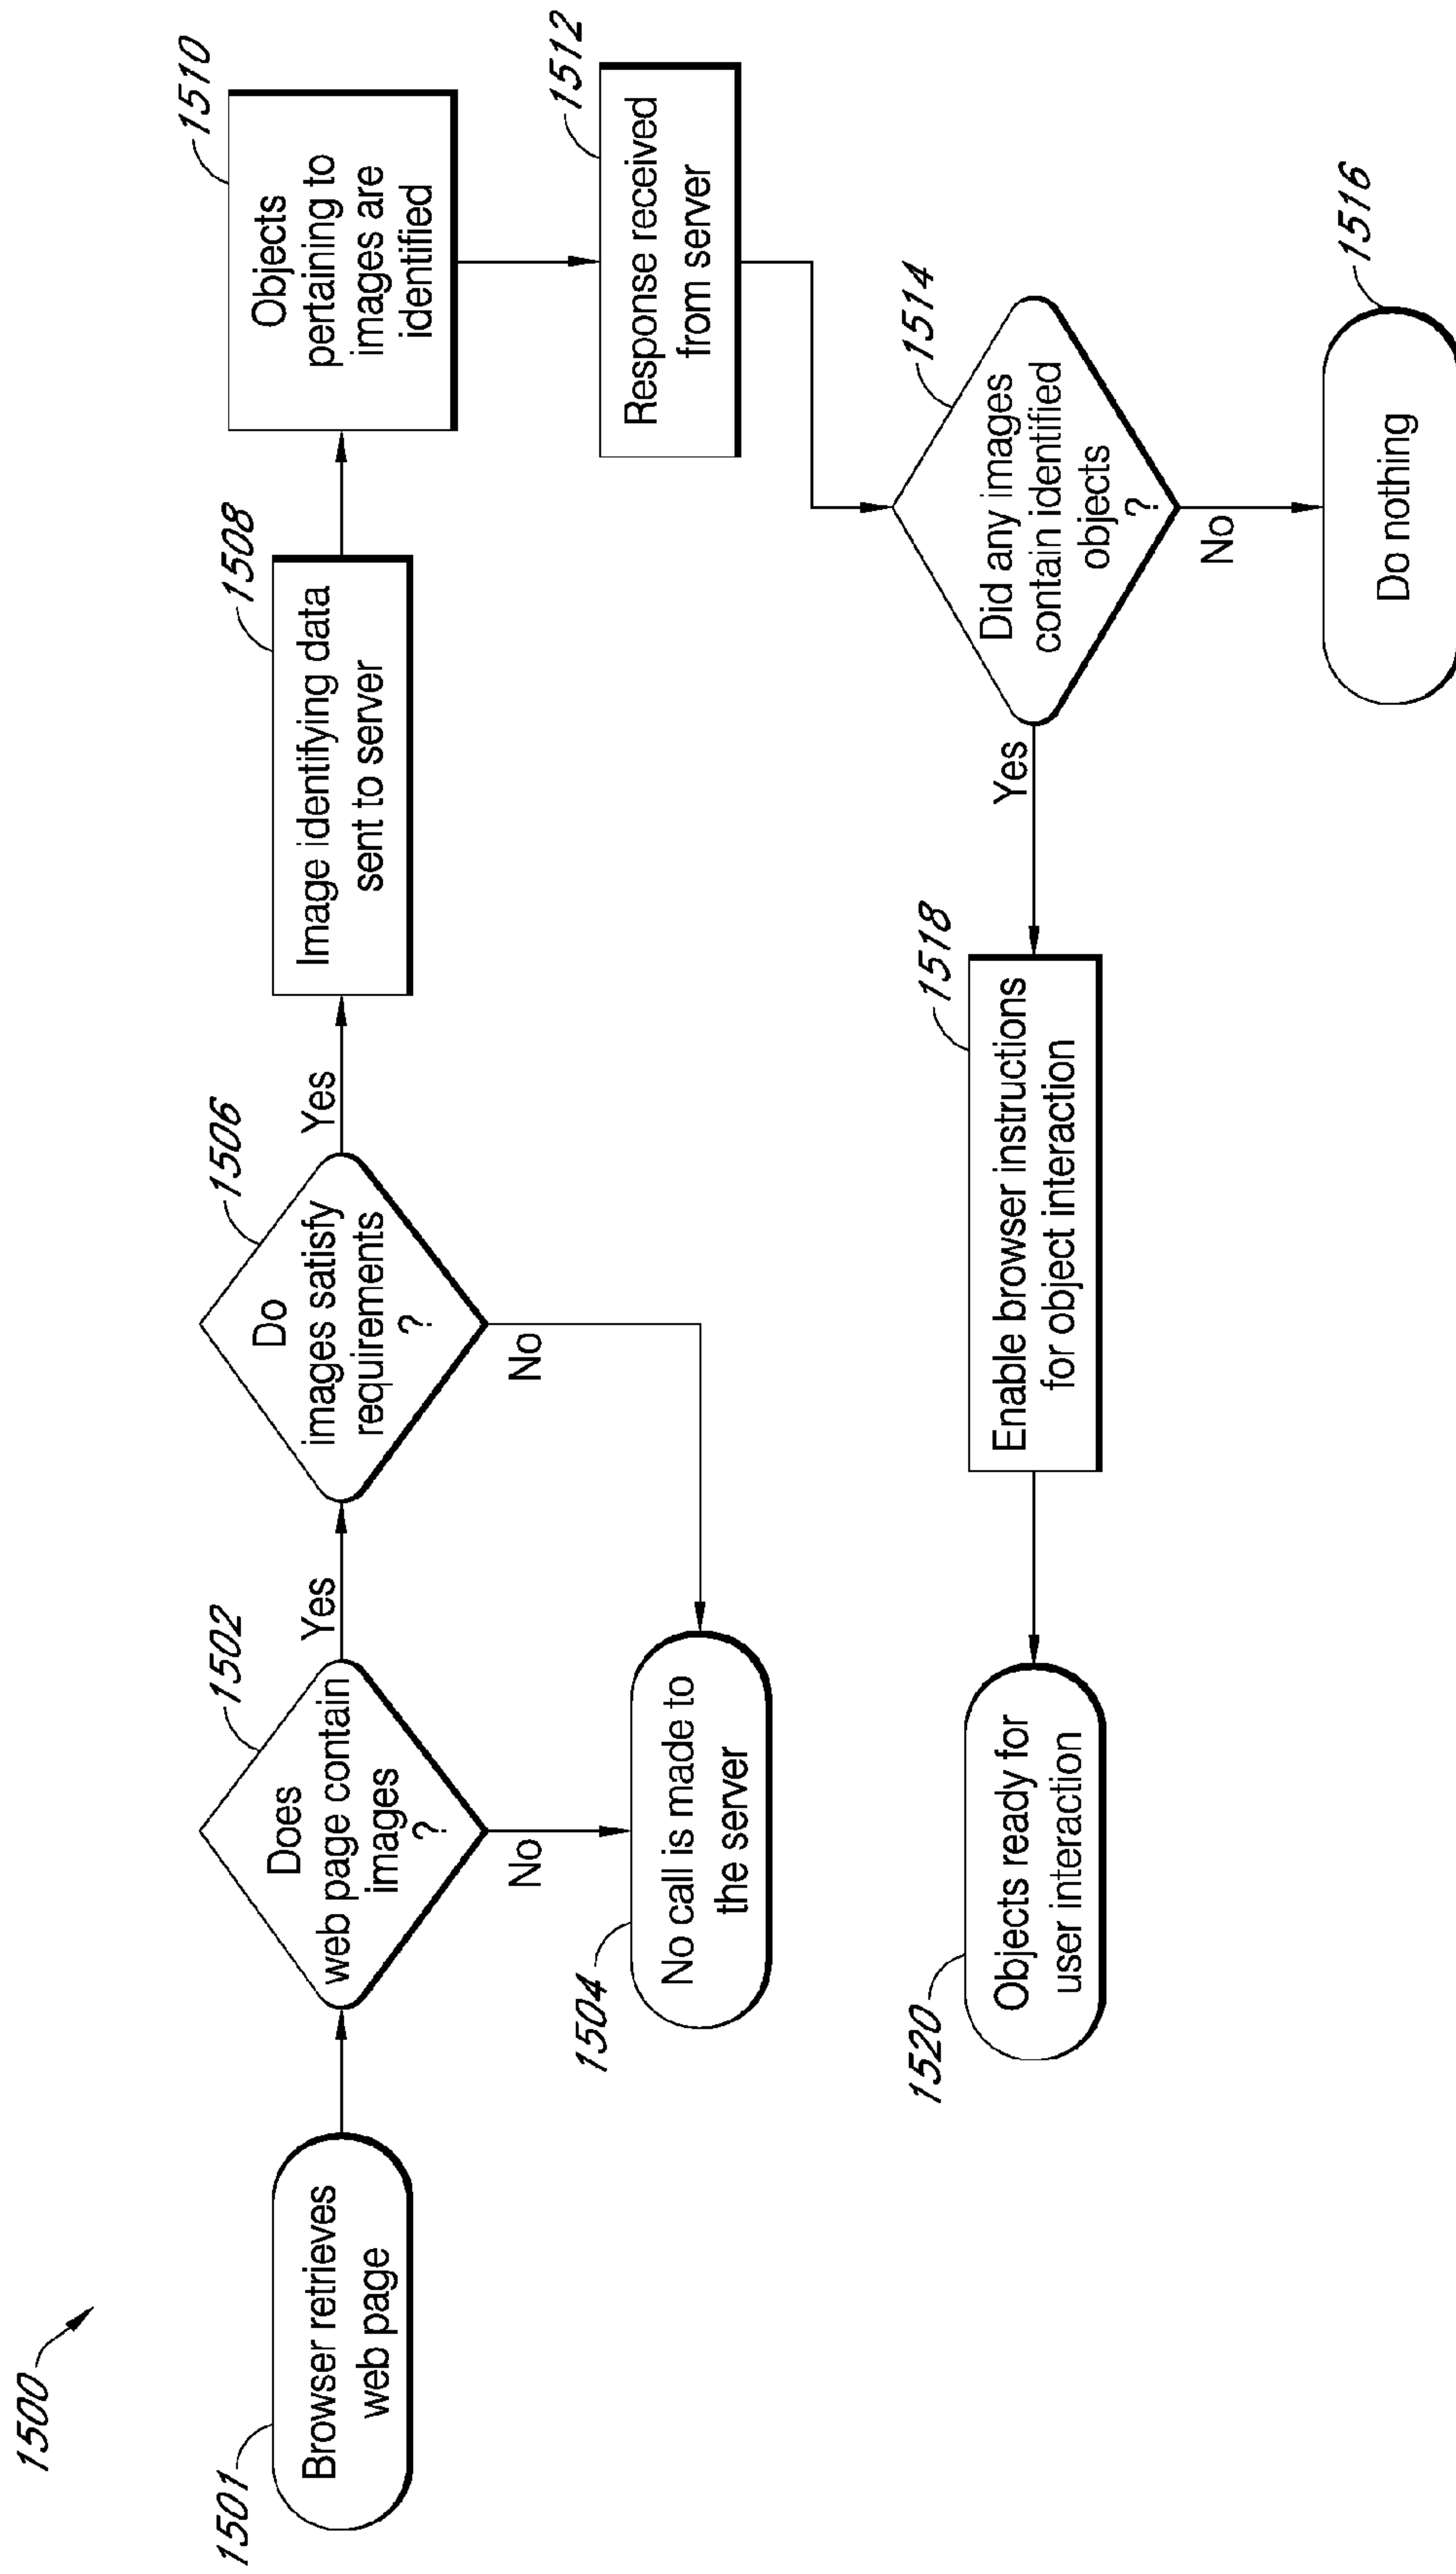 1500
1501
Browser retrieves
web page
1502
Does
web page contain
images
?
Yes
No
1504
No call is made to
the server
1506
Do
images satisfy
requirements
?
Yes
No
1508
Image identifying data
sent to server
1510
Objects
pertaining to
images are
identified
1512
Response received
from server
1514
Did any images
contain identified
objects
?
No
1516
Do nothing
Yes
1518
Enable browser instructions
for object interaction
1520
Objects ready for
user interaction